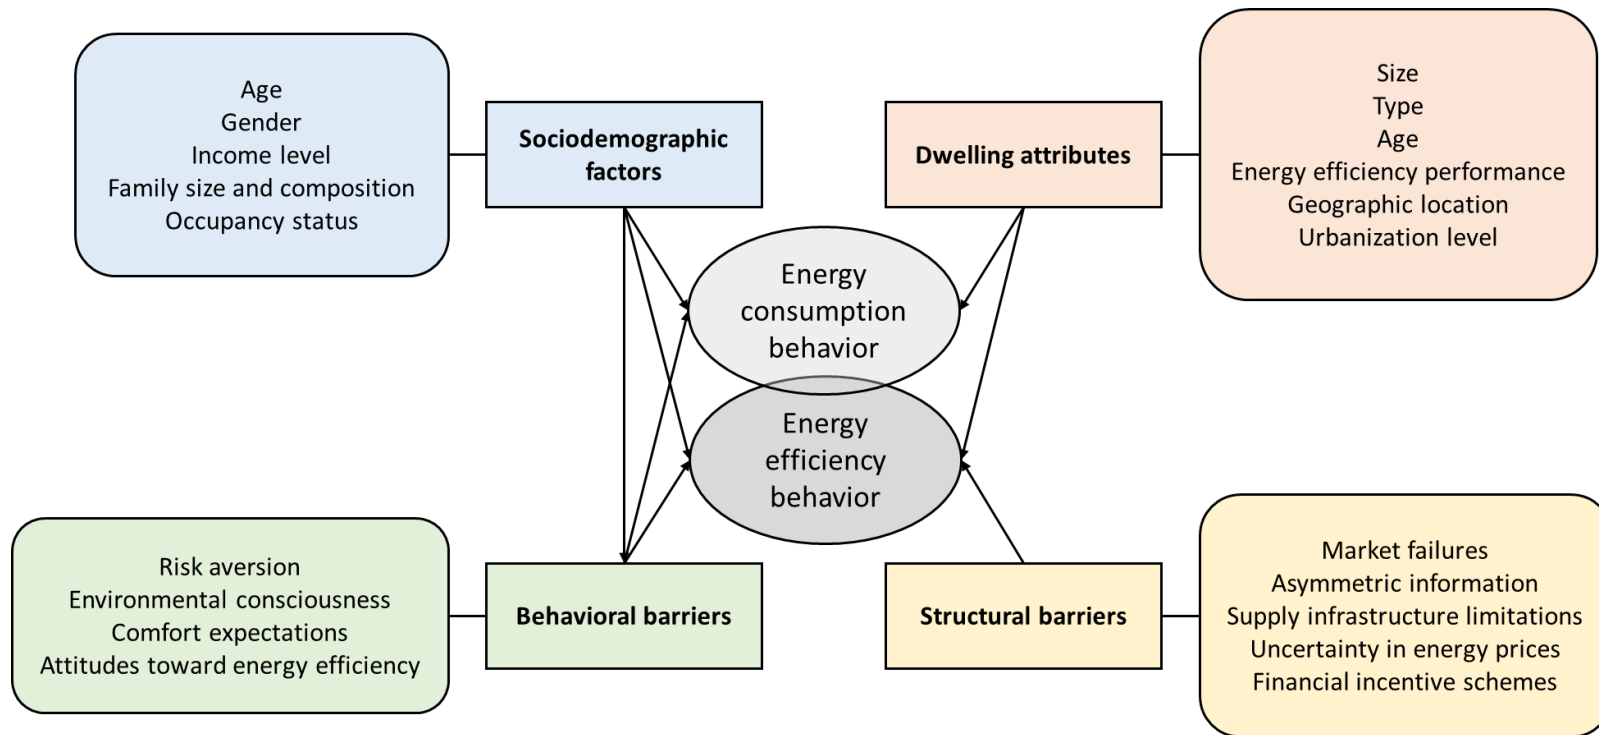 Age
Gender
Income level
Family size and composition
Occupancy status
Sociodemographic
factors
Dwelling attributes
Size
Type
Age
Energy efficiency performance
Geographic location
Urbanization level
Energy
consumption
behavior
Energy
efficiency
behavior
Risk aversion
Environmental consciousness
Comfort expectations
Attitudes toward energy efficiency
Behavioral barriers
Structural barriers
Market failures
Asymmetric information
Supply infrastructure limitations
Uncertainty in energy prices
Financial incentive schemes